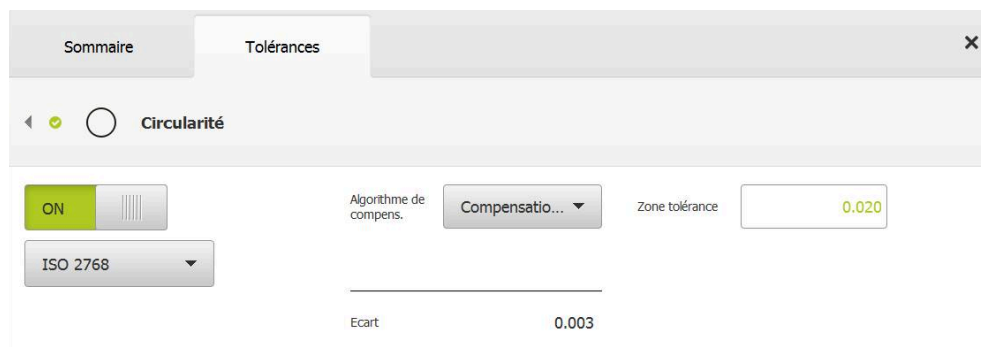 Sommaire
Tolérances
Circularité
ON
Algorithme de
compens.
Compensatio...
Zone tolérance
0.020
ISO 2768
Ecart
0.003